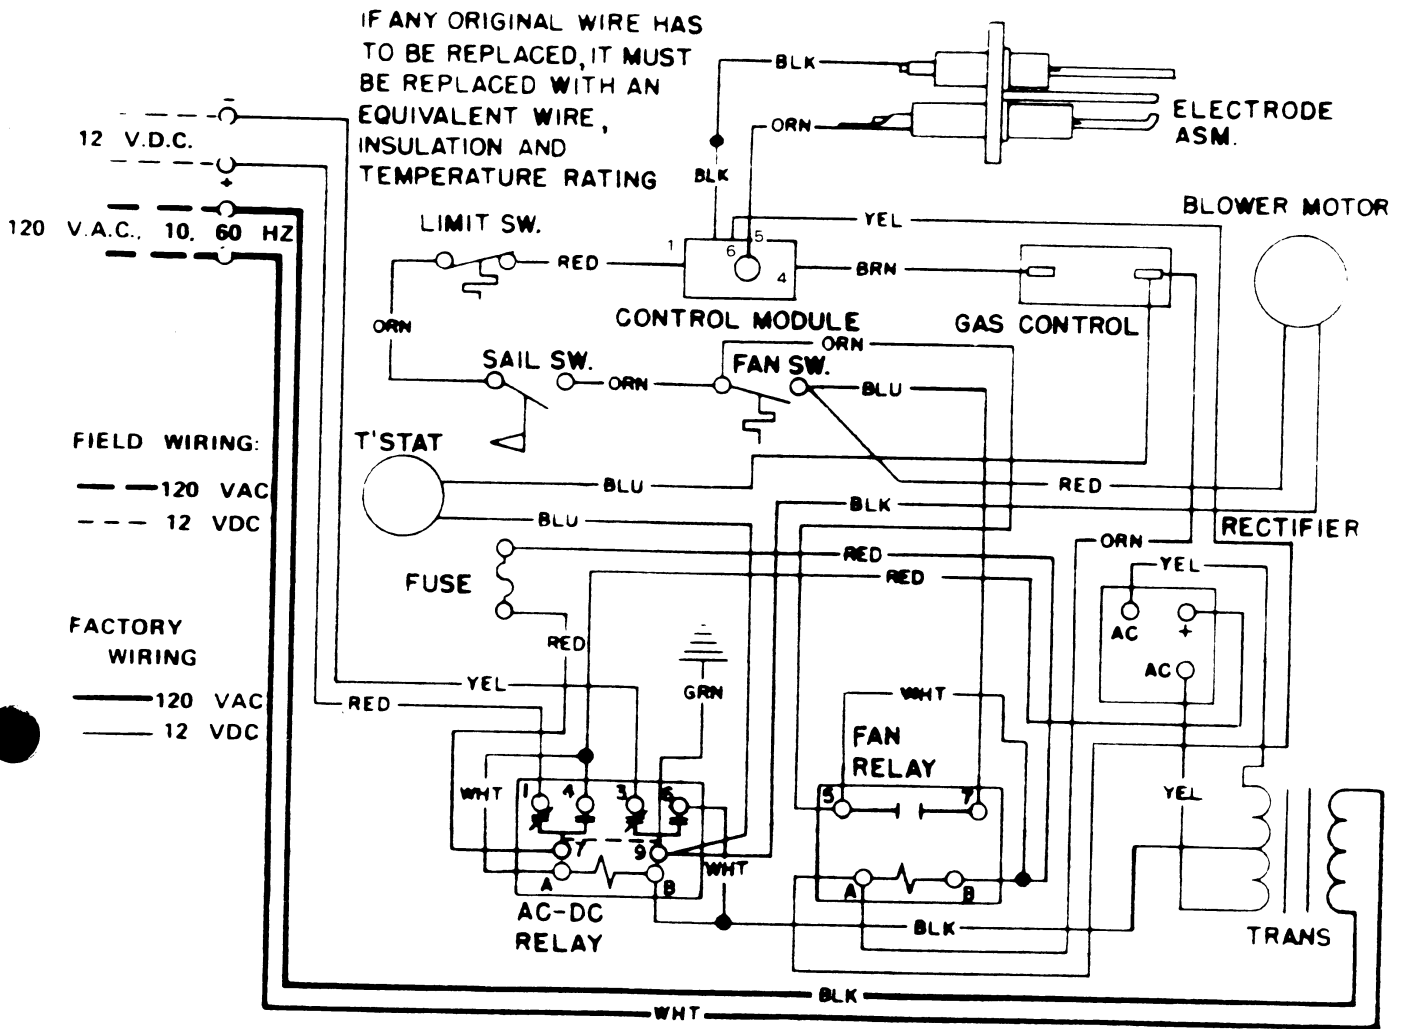 IF ANY ORIGINAL WIRE HAS
TO BE REPLACED, IT MUST
BE REPLACED WITH AN
EQUIVALENT WIRE,
INSULATION AND
TEMPERATURE RATING
BLK
ORN
ELECTRODE
ASM.
BLK
-
12 V.D.C.
+
120 V.A.C., 10, 60 HZ
LIMIT SW.
YEL
BLOWER MOTOR
RED
1
6
5
4
BRN
ORN
CONTROL MODULE
GAS CONTROL
ORN
SAIL SW.
FAN SW.
ORN
BLU
FIELD WIRING:
T'STAT
120 VAC
12 VDC
BLU
RED
BLU
BLK
RECTIFIER
FUSE
RED
RED
ORN
YEL
AC
+
AC
FACTORY
WIRING
120 VAC
12 VDC
RED
YEL
RED
GRN
WHT
FAN
RELAY
WHT
1
4
3
6
7
9
A
B
WHT
5
7
A
B
YEL
AC-DC
RELAY
BLK
TRANS
BLK
WHT